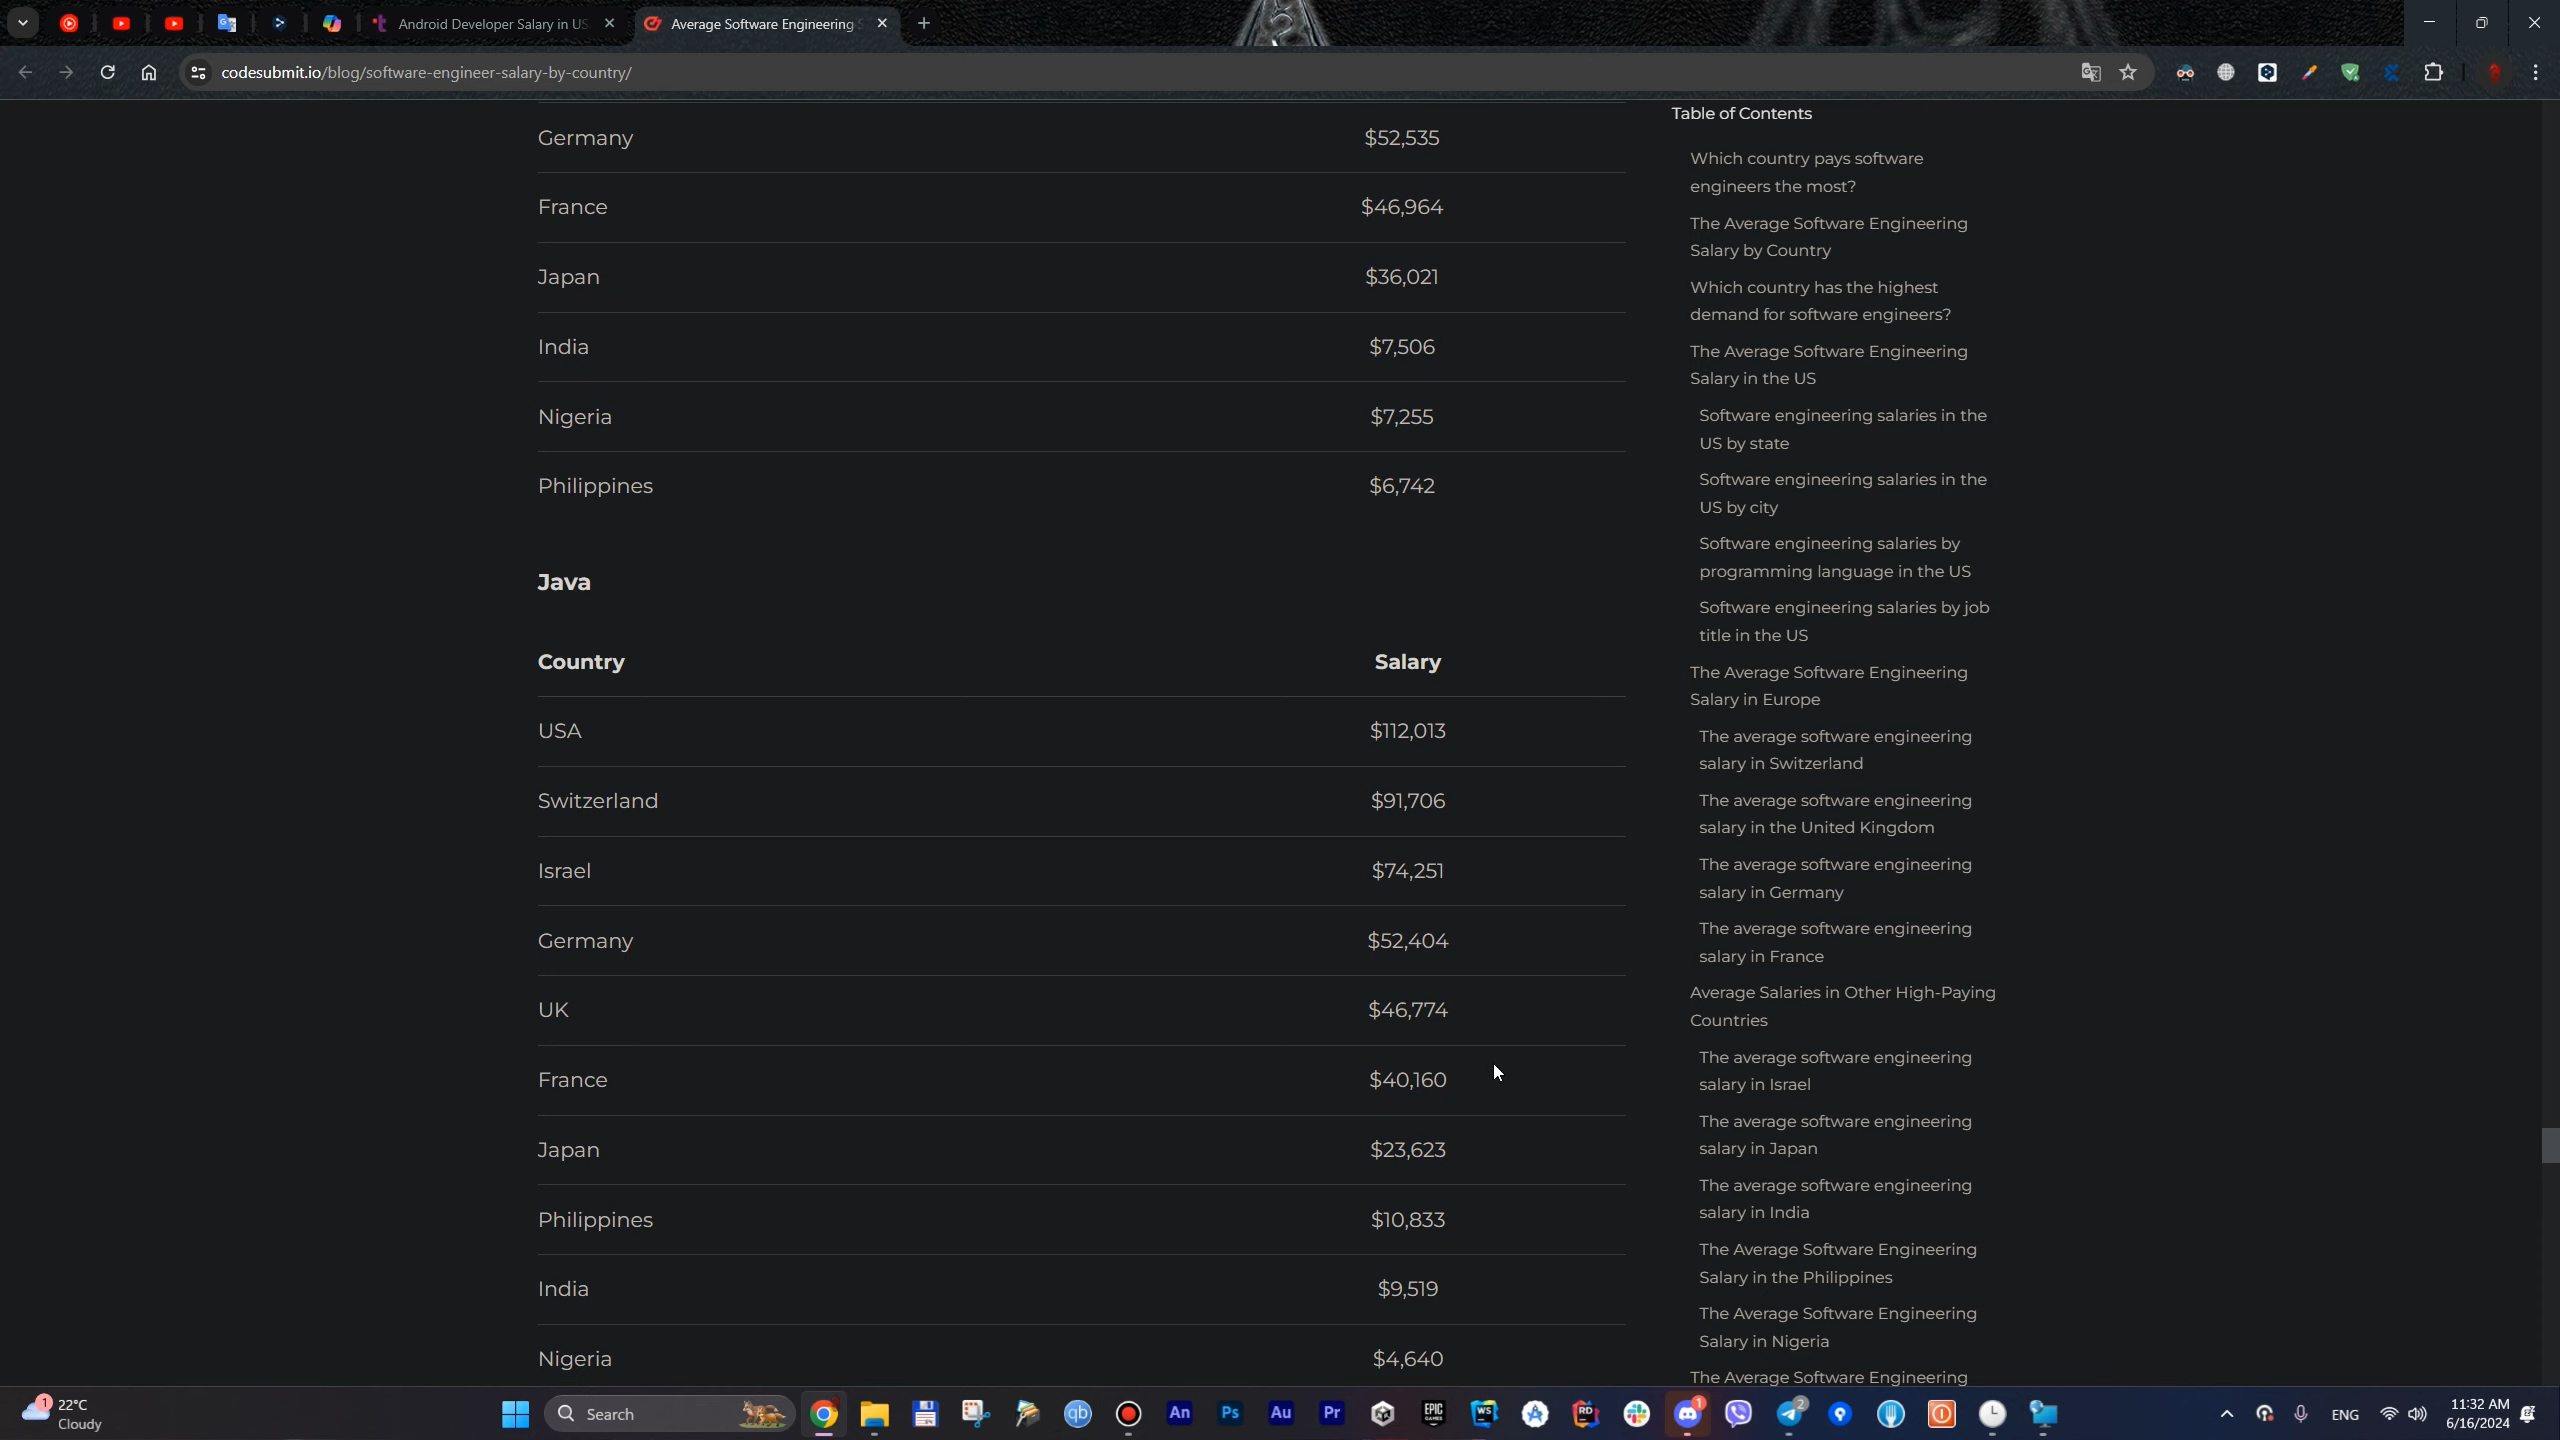 Android Developer Salary in US
Average Software Engineering S
codesubmit.io/blog/software-engineer-salary-by-country/
Germany $52,535
France $46,964
Japan $36,021
India $7,506
Nigeria $7,255
Philippines $6,742
Java
Country Salary
USA $112,013
Switzerland $91,706
Israel $74,251
Germany $52,404
UK $46,774
France $40,160
Japan $23,623
Philippines $10,833
India $9,519
Nigeria $4,640
Table of Contents
Which country pays software
engineers the most?
The Average Software Engineering
Salary by Country
Which country has the highest
demand for software engineers?
The Average Software Engineering
Salary in the US
Software engineering salaries in the
US by state
Software engineering salaries in the
US by city
Software engineering salaries by
programming language in the US
Software engineering salaries by job
title in the US
The Average Software Engineering
Salary in Europe
The average software engineering
salary in Switzerland
The average software engineering
salary in the United Kingdom
The average software engineering
salary in Germany
The average software engineering
salary in France
Average Salaries in Other High-Paying
Countries
The average software engineering
salary in Israel
The average software engineering
salary in Japan
The average software engineering
salary in India
The Average Software Engineering
Salary in the Philippines
The Average Software Engineering
Salary in Nigeria
The Average Software Engineering
1
22°C
Cloudy
Search
qb
An
Ps
Au
Pr
EPIC
GAMES
WS
RD
1
2
ENG
11:32 AM
6/16/2024